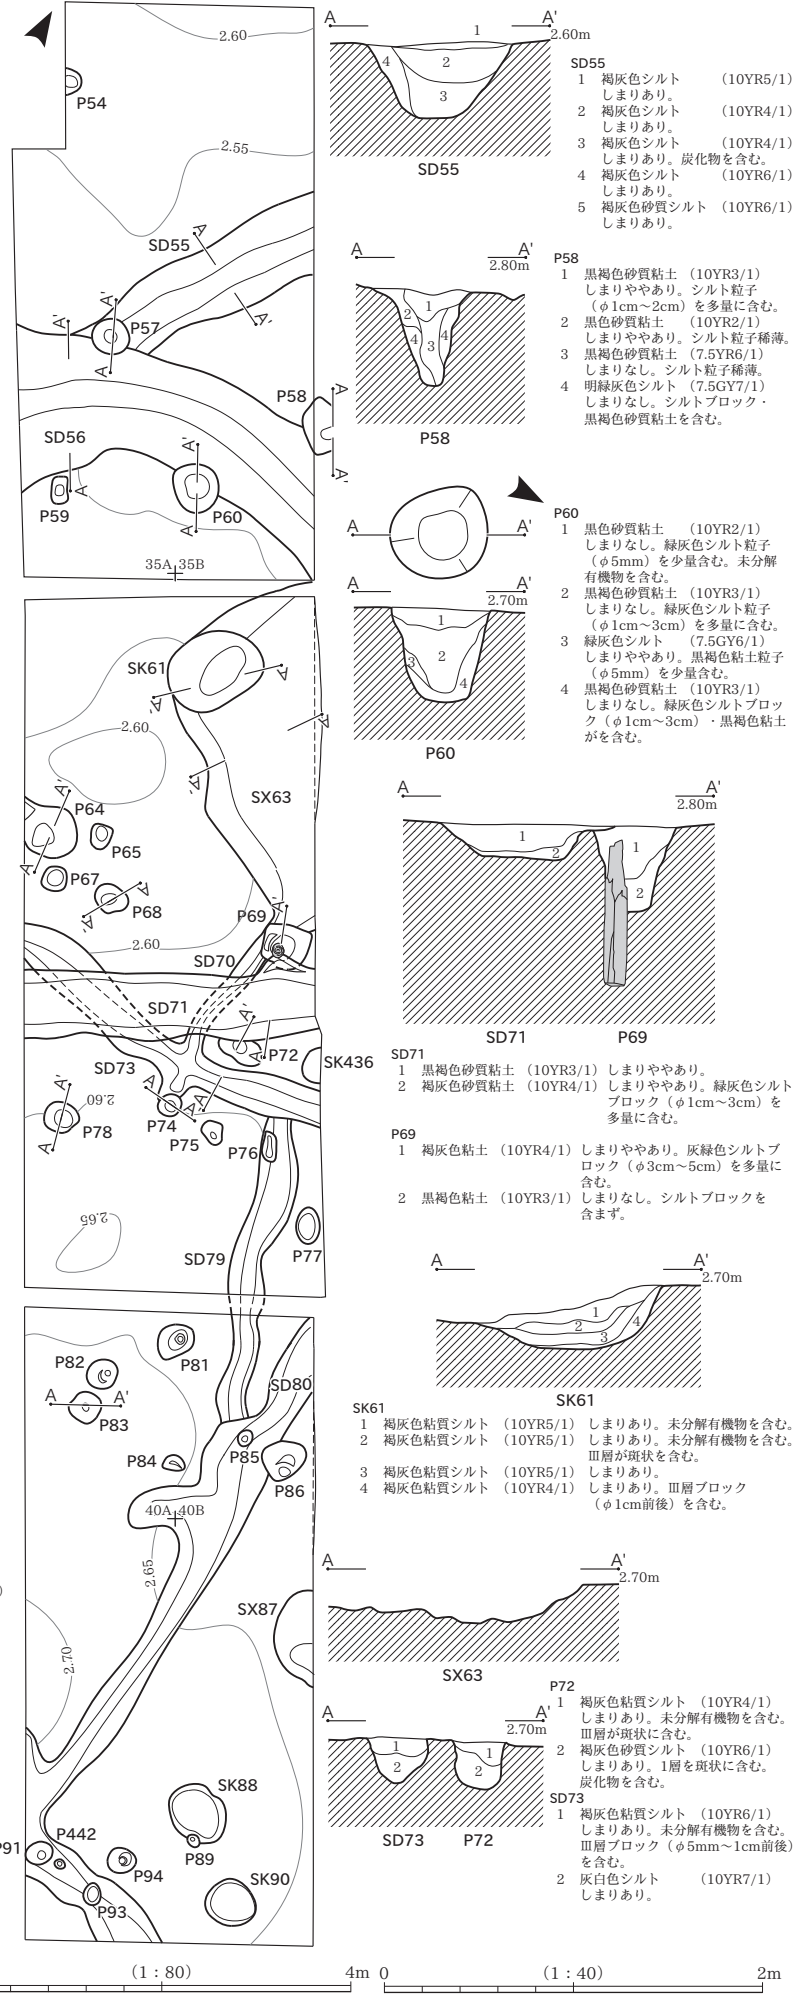 2.60
P54
2.55
SD55
A
A'
A'
A'
P57
A
P58
A
A'
SD56
A'
A
P59
P60
A
35A 35B
SK61
A
A'
2.60
A
A'
SX63
A'
P64
P65
A
P67
A
P68
A'
A'
P69
2.60
SD70
SD71
A'
A
P72
SK436
SD73
A'
A
2.60
P74
A'
A
P78
A
P75
P76
2.65
SD79
P77
P82
P81
A
A'
P83
SD80
P84
P85
P86
40A 40B
2.65
SX87
2.70
SK88
P442
P91
P89
P94
SK90
P93
(1：80)
4m
A
A'
2.60m
1
2
3
4
SD55
SD55
1 褐灰色シルト (10YR5/1)
しまりあり。
2 褐灰色シルト (10YR4/1)
しまりあり。
3 褐灰色シルト (10YR4/1)
しまりあり。炭化物を含む。
4 褐灰色シルト (10YR6/1)
しまりあり。
5 褐灰色砂質シルト (10YR6/1)
しまりあり。
A
A'
2.80m
1
2
4
3
4
P58
P58
1 黒褐色砂質粘土 (10YR3/1)
しまりややあり。シルト粒子
（φ1cm～2cm）を多量に含む。
2 黒色砂質粘土 (10YR2/1)
しまりややあり。シルト粒子稀薄。
3 黒褐色砂質粘土 (7.5YR6/1)
しまりなし。シルト粒子稀薄。
4 明緑灰色シルト (7.5GY7/1)
しまりなし。シルトブロック・
黒褐色砂質粘土を含む。
A
A'
A
A'
2.70m
1
2
3
4
P60
P60
1 黒色砂質粘土 (10YR2/1)
しまりなし。緑灰色シルト粒子
（φ5mm）を少量含む。未分解
有機物を含む。
2 黒褐色砂質粘土 (10YR3/1)
しまりなし。緑灰色シルト粒子
（φ1cm～3cm）を多量に含む。
3 緑灰色シルト (7.5GY6/1)
しまりややあり。黒褐色粘土粒子
（φ5mm）を少量含む。
4 黒褐色砂質粘土 (10YR3/1)
しまりなし。緑灰色シルトブロッ
ク（φ1cm～3cm）・黒褐色粘土
がを含む。
A
A'
2.80m
1
2
1
2
SD71
P69
SD71
1 黒褐色砂質粘土 (10YR3/1) しまりややあり。
2 褐灰色砂質粘土 (10YR4/1) しまりややあり。緑灰色シルト
ブロック（φ1cm～3cm）を
多量に含む。
P69
1 褐灰色粘土 (10YR4/1) しまりややあり。灰緑色シルトブ
ロック（φ3cm～5cm）を多量に
含む。
2 黒褐色粘土 (10YR3/1) しまりなし。シルトブロックを
含まず。
A
A'
2.70m
1
2
3
4
SK61
SK61
1 褐灰色粘質シルト (10YR5/1) しまりあり。未分解有機物を含む。
2 褐灰色粘質シルト (10YR5/1) しまりあり。未分解有機物を含む。
Ⅲ層が斑状を含む。
3 褐灰色粘質シルト (10YR5/1) しまりあり。
4 褐灰色粘質シルト (10YR4/1) しまりあり。Ⅲ層ブロック
（φ1cm前後）を含む。
A
A'
2.70m
SX63
A
A'
2.70m
1
2
1
2
SD73
P72
P72
1 褐灰色粘質シルト (10YR4/1)
しまりあり。未分解有機物を含む。
Ⅲ層が斑状に含む。
2 褐灰色砂質シルト (10YR6/1)
しまりあり。1層を斑状に含む。
炭化物を含む。
SD73
1 褐灰色粘質シルト (10YR6/1)
しまりあり。未分解有機物を含む。
Ⅲ層ブロック（φ5mm～1cm前後）
を含む。
2 灰白色シルト (10YR7/1)
しまりあり。
0
(1：40)
2m